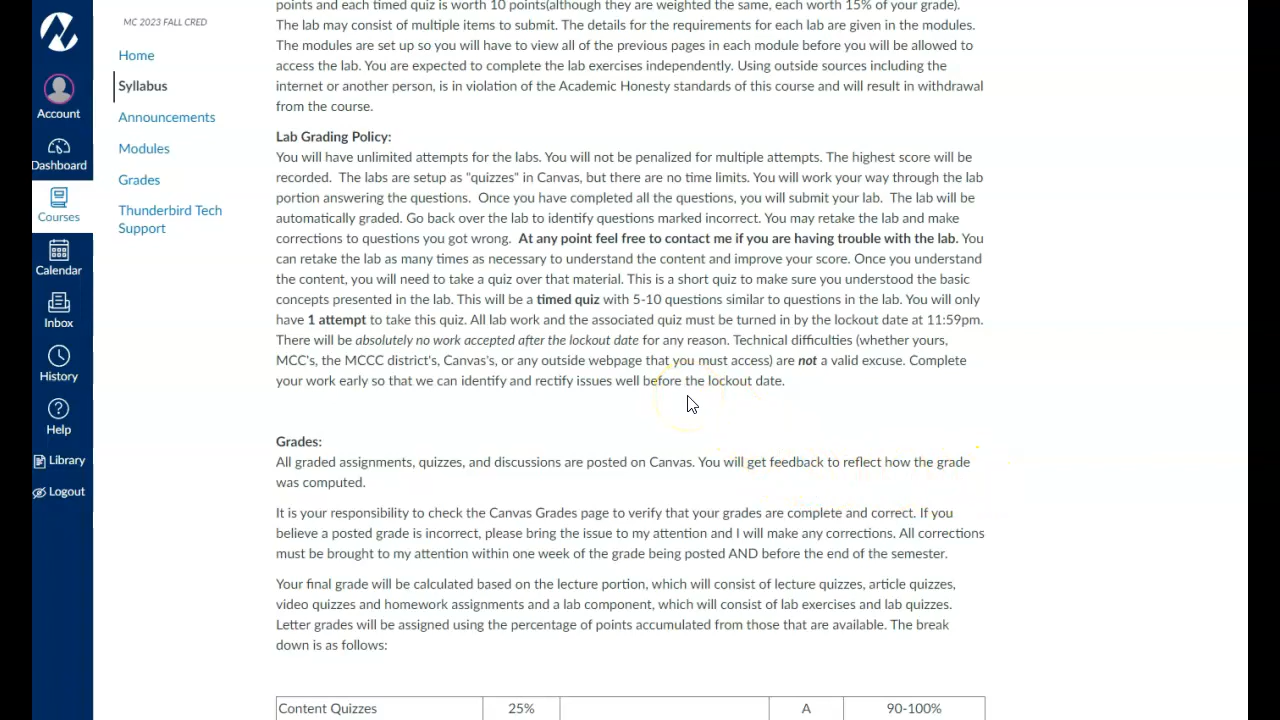 MC 2023 FALL CRED
Home
Syllabus
Announcements
Modules
Grades
Thunderbird Tech
Support
Account
Dashboard
Courses
Calendar
Inbox
History
Help
Library
Logout
points and each timed quiz is worth 10 points(although they are weighted the same, each worth 15% of your grade).
The lab may consist of multiple items to submit. The details for the requirements for each lab are given in the modules.
The modules are set up so you will have to view all of the previous pages in each module before you will be allowed to
access the lab. You are expected to complete the lab exercises independently. Using outside sources including the
internet or another person, is in violation of the Academic Honesty standards of this course and will result in withdrawal
from the course.
Lab Grading Policy:
You will have unlimited attempts for the labs. You will not be penalized for multiple attempts. The highest score will be
recorded. The labs are setup as "quizzes" in Canvas, but there are no time limits. You will work your way through the lab
portion answering the questions. Once you have completed all the questions, you will submit your lab. The lab will be
automatically graded. Go back over the lab to identify questions marked incorrect. You may retake the lab and make
corrections to questions you got wrong. At any point feel free to contact me if you are having trouble with the lab. You
can retake the lab as many times as necessary to understand the content and improve your score. Once you understand
the content, you will need to take a quiz over that material. This is a short quiz to make sure you understood the basic
concepts presented in the lab. This will be a timed quiz with 5-10 questions similar to questions in the lab. You will only
have 1 attempt to take this quiz. All lab work and the associated quiz must be turned in by the lockout date at 11:59pm.
There will be absolutely no work accepted after the lockout date for any reason. Technical difficulties (whether yours,
MCC's, the MCCC district's, Canvas's, or any outside webpage that you must access) are not a valid excuse. Complete
your work early so that we can identify and rectify issues well before the lockout date.
Grades:
All graded assignments, quizzes, and discussions are posted on Canvas. You will get feedback to reflect how the grade
was computed.
It is your responsibility to check the Canvas Grades page to verify that your grades are complete and correct. If you
believe a posted grade is incorrect, please bring the issue to my attention and I will make any corrections. All corrections
must be brought to my attention within one week of the grade being posted AND before the end of the semester.
Your final grade will be calculated based on the lecture portion, which will consist of lecture quizzes, article quizzes,
video quizzes and homework assignments and a lab component, which will consist of lab exercises and lab quizzes.
Letter grades will be assigned using the percentage of points accumulated from those that are available. The break
down is as follows:
Content Quizzes 25% A 90-100%